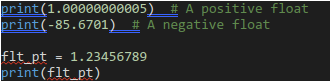 print(1.00000000005)  # A positive float
print(-85.6701)  # A negative float
flt_pt = 1.23456789
print(flt_pt)